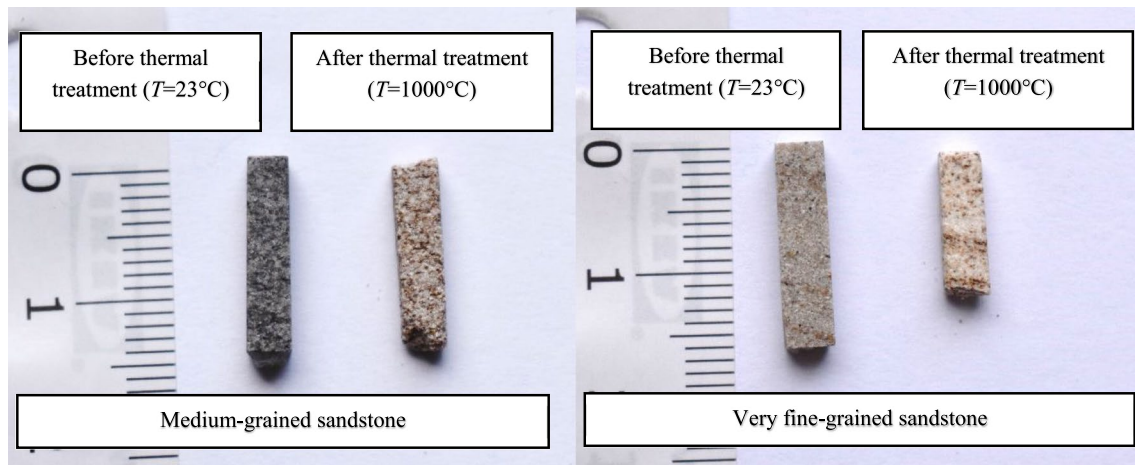 Before thermal
treatment (T=23°C)
After thermal treatment
(T=1000°C)
Before thermal
treatment (T=23°C)
After thermal treatment
(T=1000°C)
0
1
0
1
Medium-grained sandstone
Very fine-grained sandstone